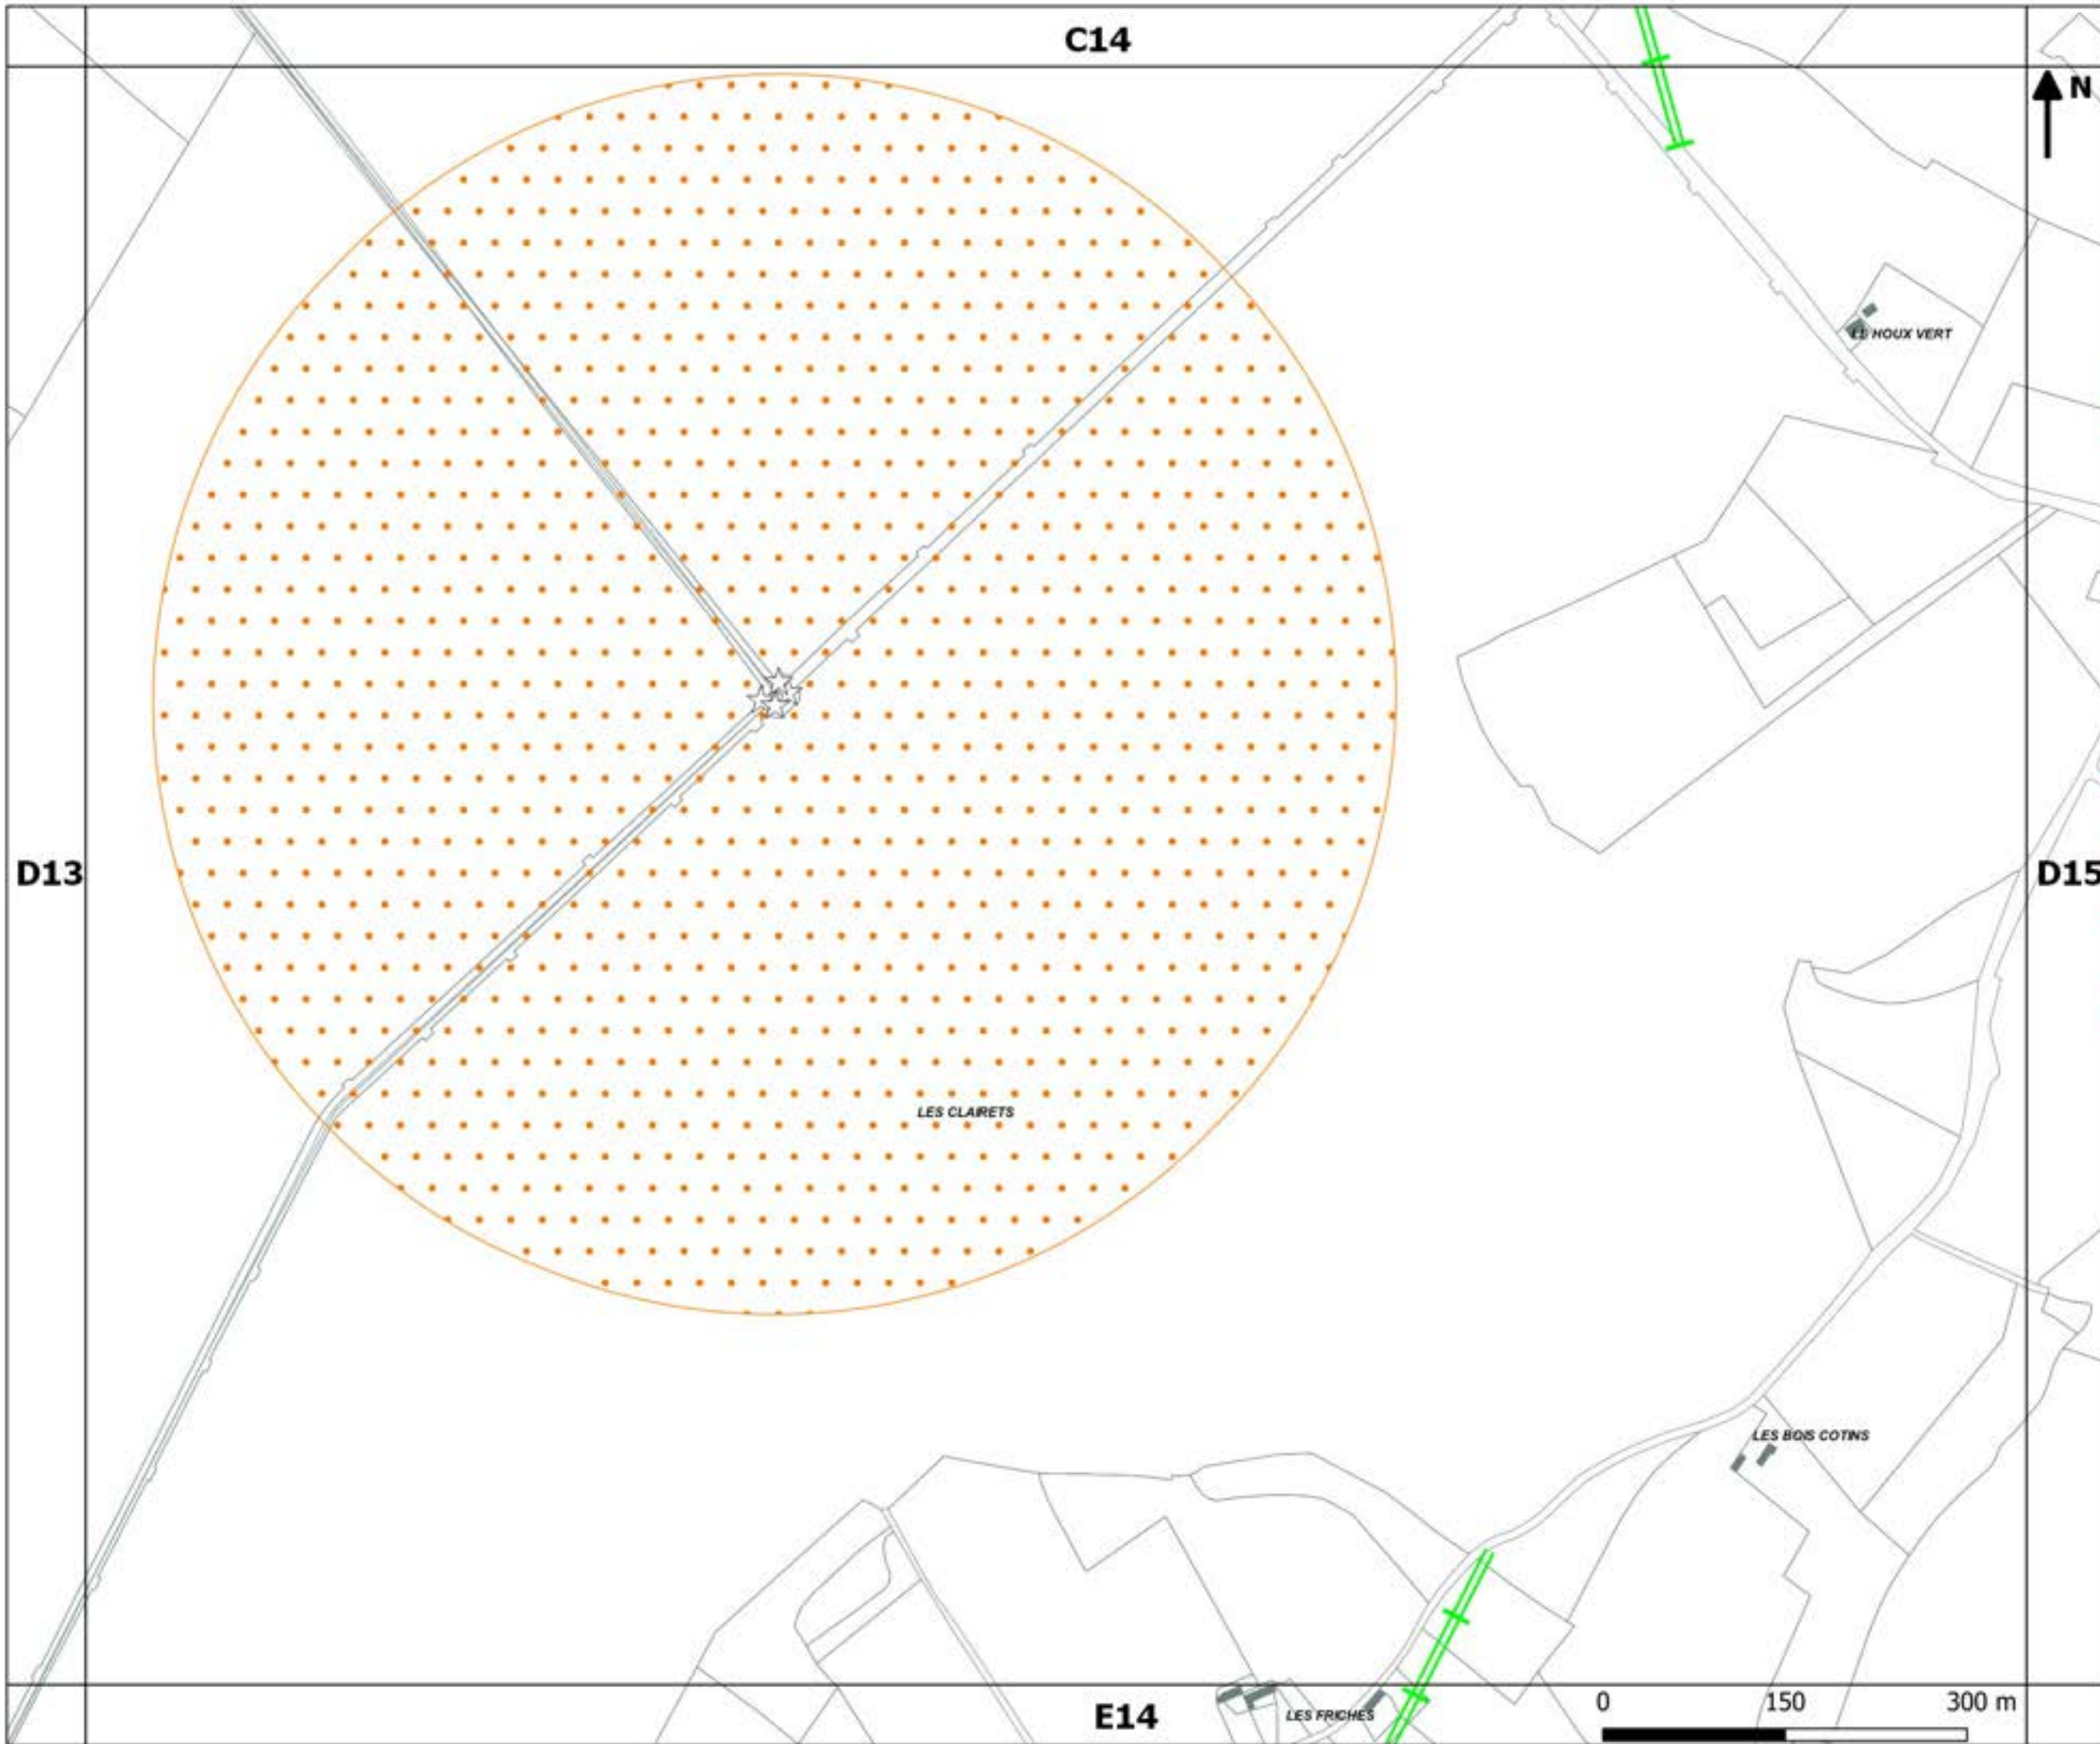 C14
N
LE HOUX VERT
D13
D15
LES CLAIRETS
LES BOIS COTINS
E14
LES FRICHES
0 150 300 m